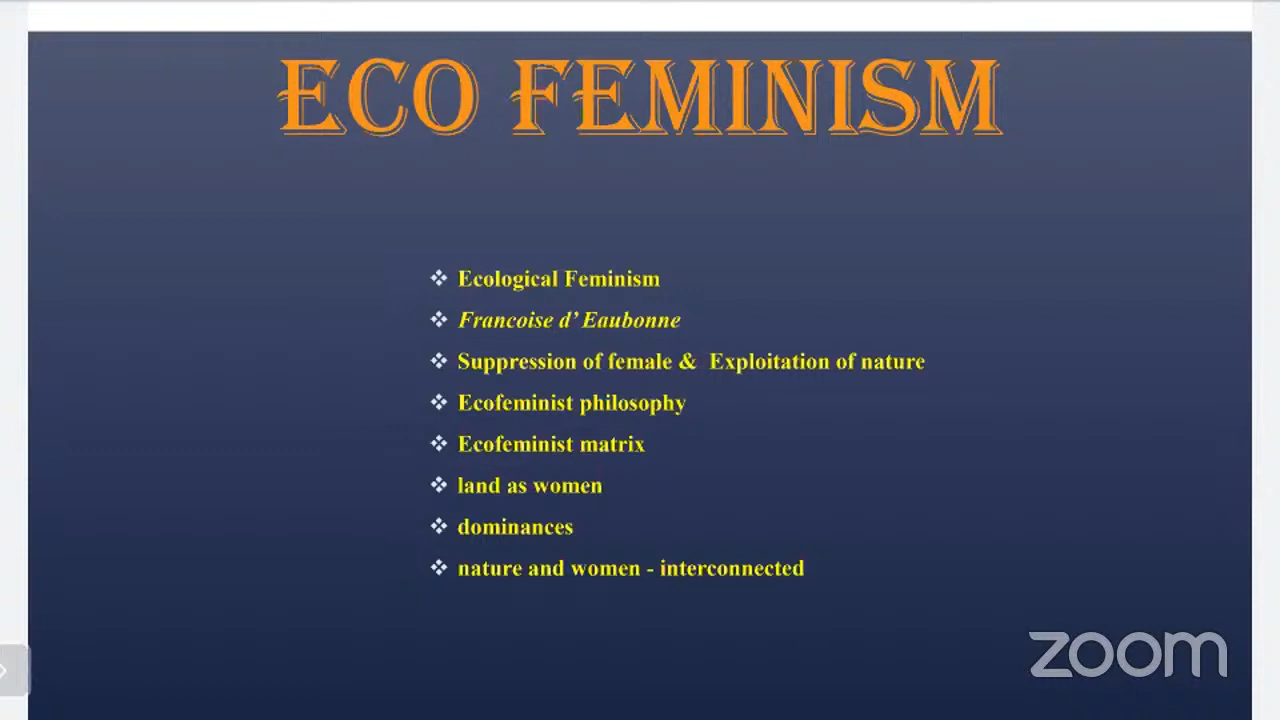 ECO FEMINISM
Ecological Feminism
Francoise d’ Eaubonne
Suppression of female & Exploitation of nature
Ecofeminist philosophy
Ecofeminist matrix
land as women
dominances
nature and women - interconnected
zoom